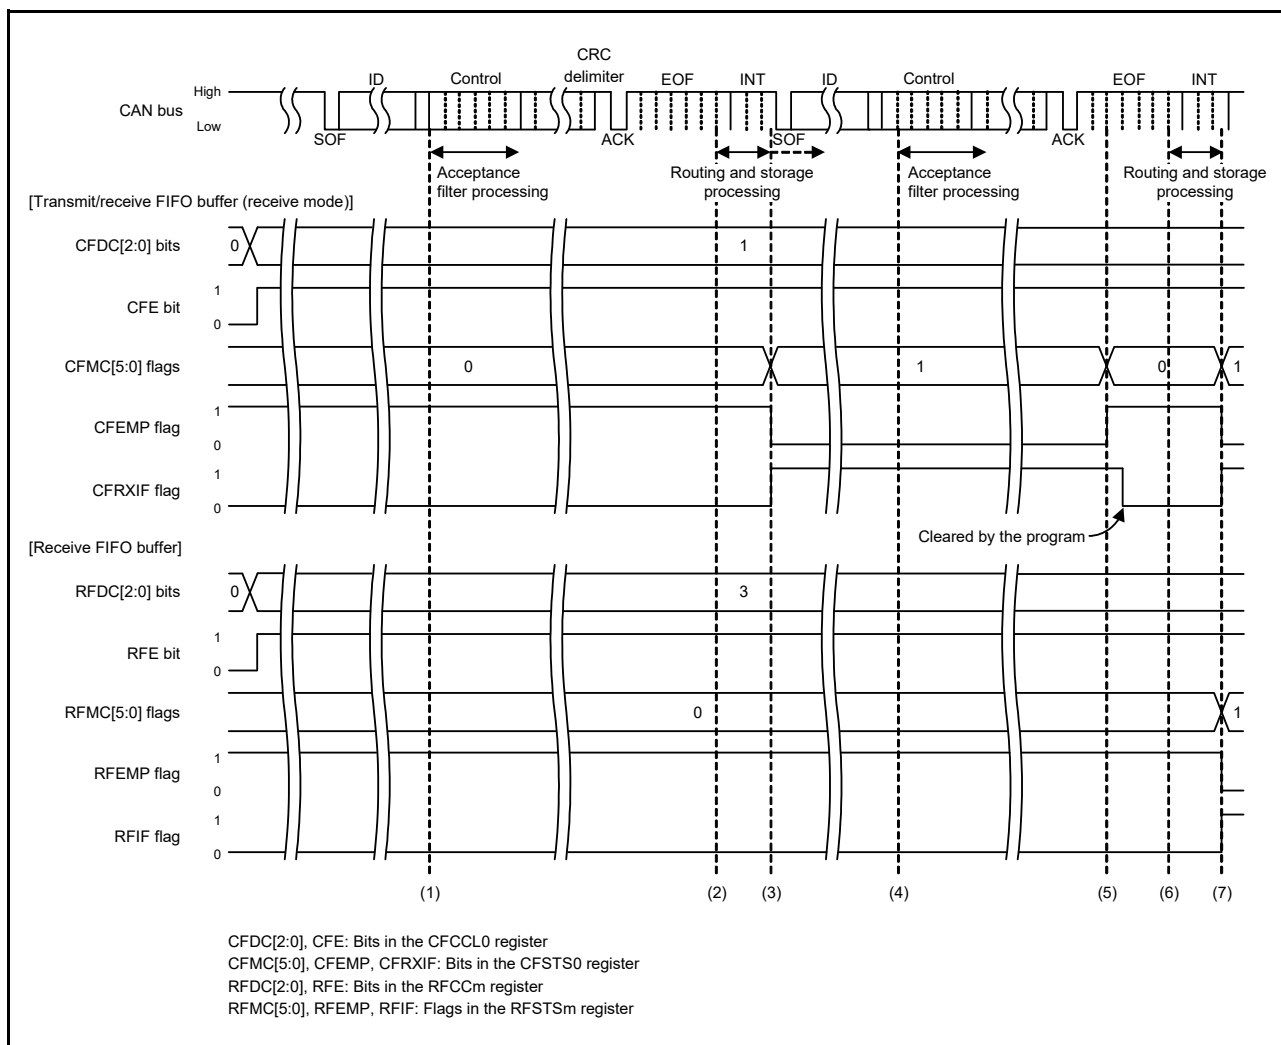 CRC
ID Control delimiter EOF INT ID Control EOF INT
High
CAN bus
Low
SOF ACK SOF ACK
Acceptance
filter processing
Routing and storage
processing
Acceptance
filter processing
Routing and storage
processing
[Transmit/receive FIFO buffer (receive mode)]
CFDC[2:0] bits 0 1
1
CFE bit
0
CFMC[5:0] flags 0 1 0 1
1
CFEMP flag
0
1
CFRXIF flag
0
Cleared by the program
[Receive FIFO buffer]
RFDC[2:0] bits 0 3
1
RFE bit
0
RFMC[5:0] flags 0 1
1
RFEMP flag
0
1
RFIF flag
0
(1) (2) (3) (4) (5) (6) (7)
CFDC[2:0], CFE: Bits in the CFCCL0 register
CFMC[5:0], CFEMP, CFRXIF: Bits in the CFSTS0 register
RFDC[2:0], RFE: Bits in the RFCCm register
RFMC[5:0], RFEMP, RFIF: Flags in the RFSTSm register